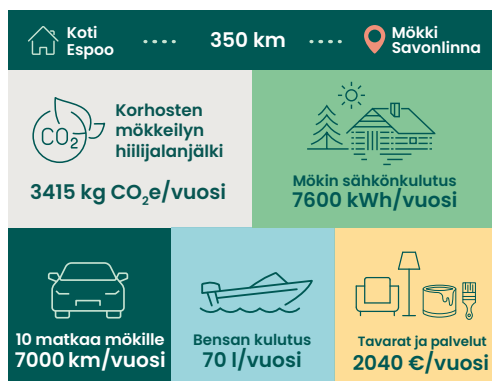 Koti
Espoo
350 km
Mökki
Savonlinna
CO₂
Korhosten
mökkeilyn
hiilijalanjälki
3415 kg CO₂e/vuosi
Mökin sähkönkulutus
7600 kWh/vuosi
10 matkaa mökille
7000 km/vuosi
Bensan kulutus
70 l/vuosi
Tavarat ja palvelut
2040 €/vuosi